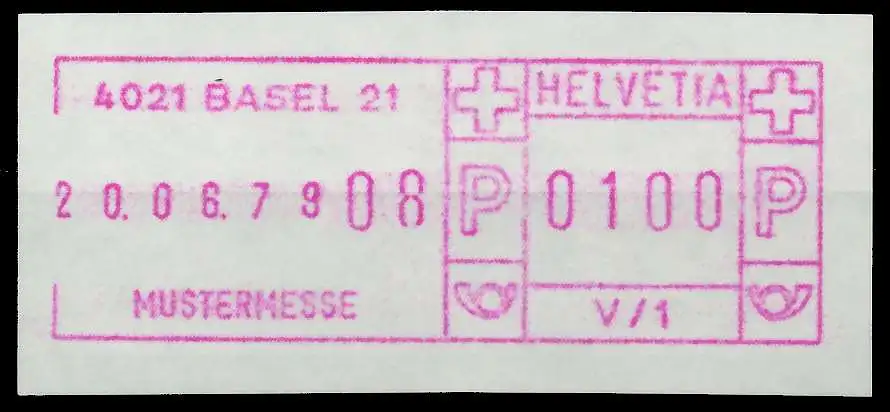 4021 BASEL 21
HELVETIA
20.06.79 08 P 0100 P
MUSTERMESSE
V/1